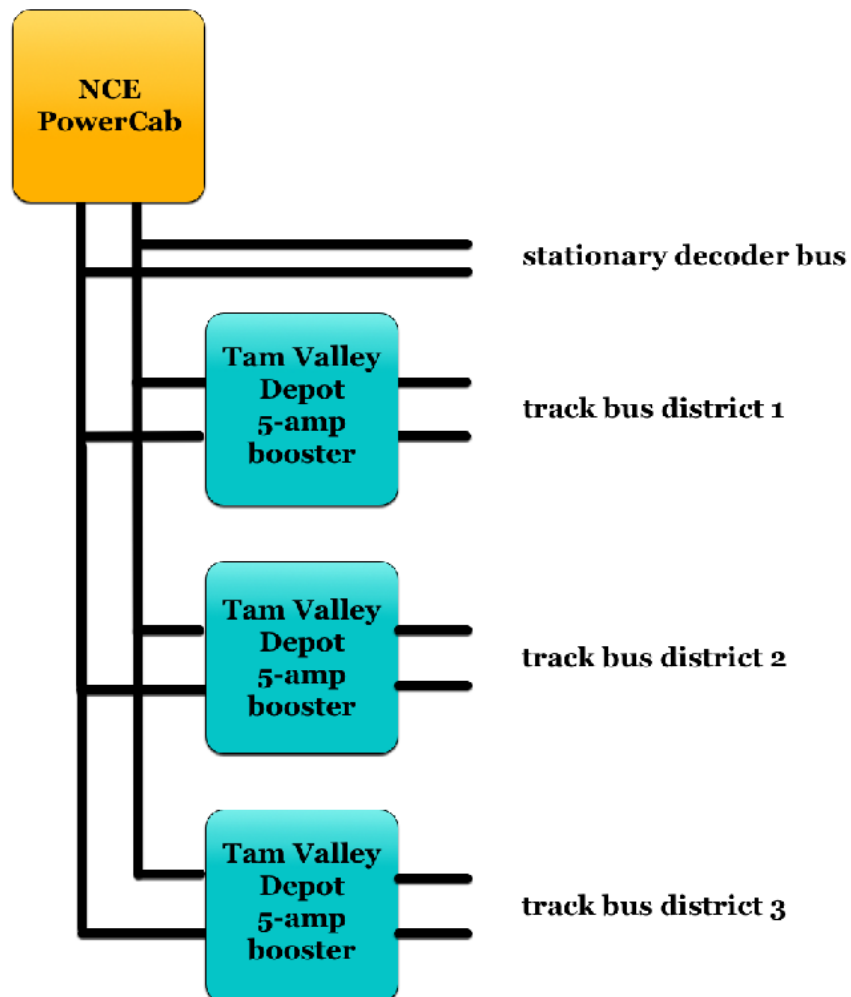 NCE
PowerCab
stationary decoder bus
Tam Valley
Depot
5-amp
booster
track bus district 1
Tam Valley
Depot
5-amp
booster
track bus district 2
Tam Valley
Depot
5-amp
booster
track bus district 3